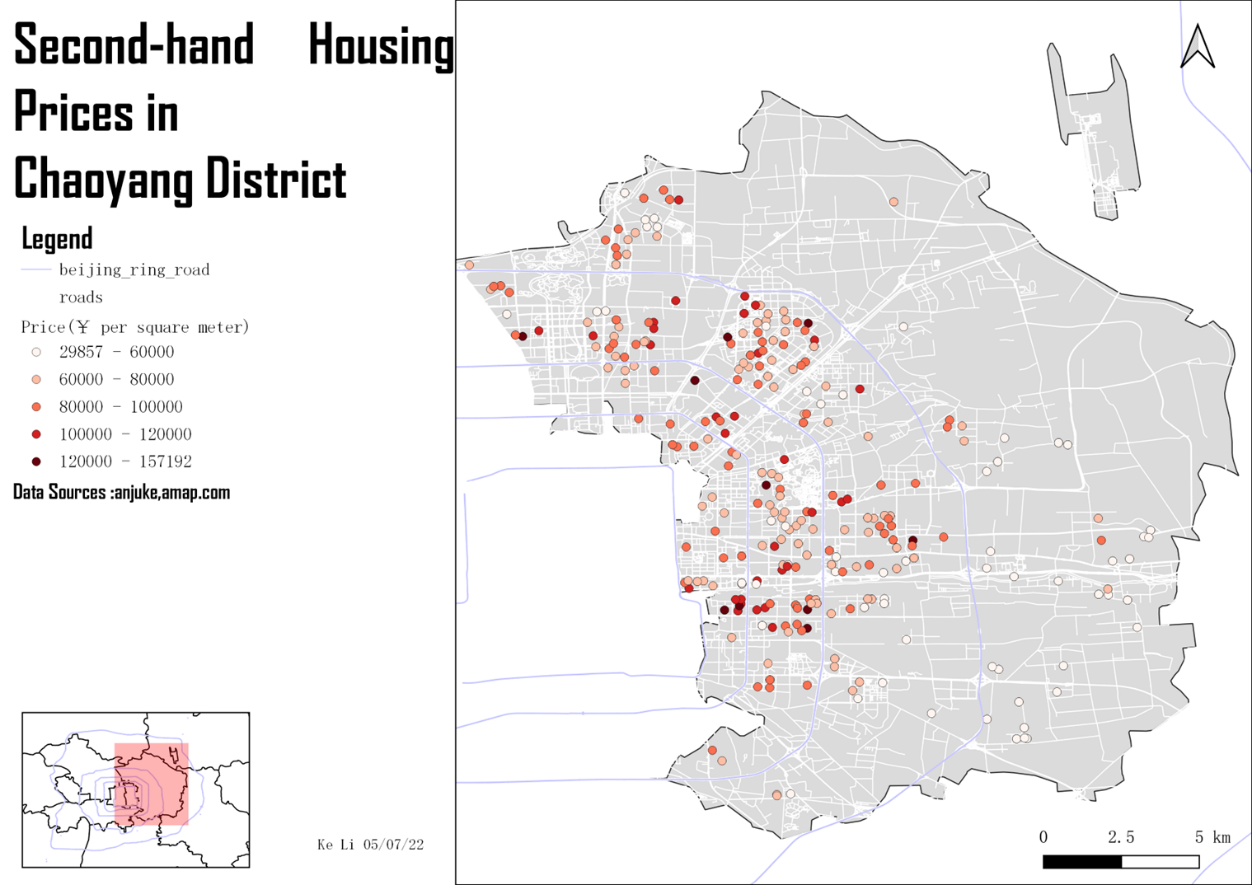 Second-hand Housing
Prices in
Chaoyang District
Legend
beijing_ring_road
roads
Price(¥ per square meter)
29857 - 60000
60000 - 80000
80000 - 100000
100000 - 120000
120000 - 157192
Data Sources :anjuke,amap.com
Ke Li 05/07/22
0 2.5 5 km